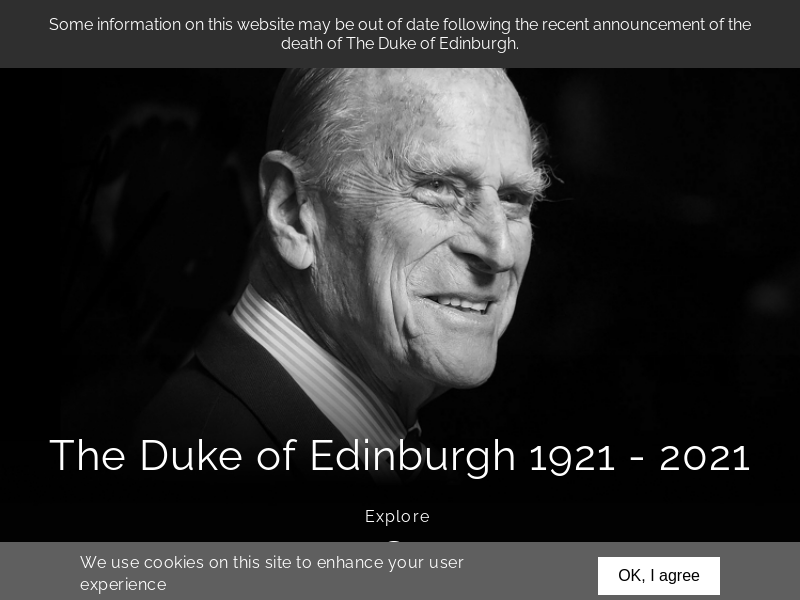 Some information on this website may be out of date following the recent announcement of the
death of The Duke of Edinburgh.
The Duke of Edinburgh 1921 - 2021
Explore
We use cookies on this site to enhance your user
experience
OK, I agree